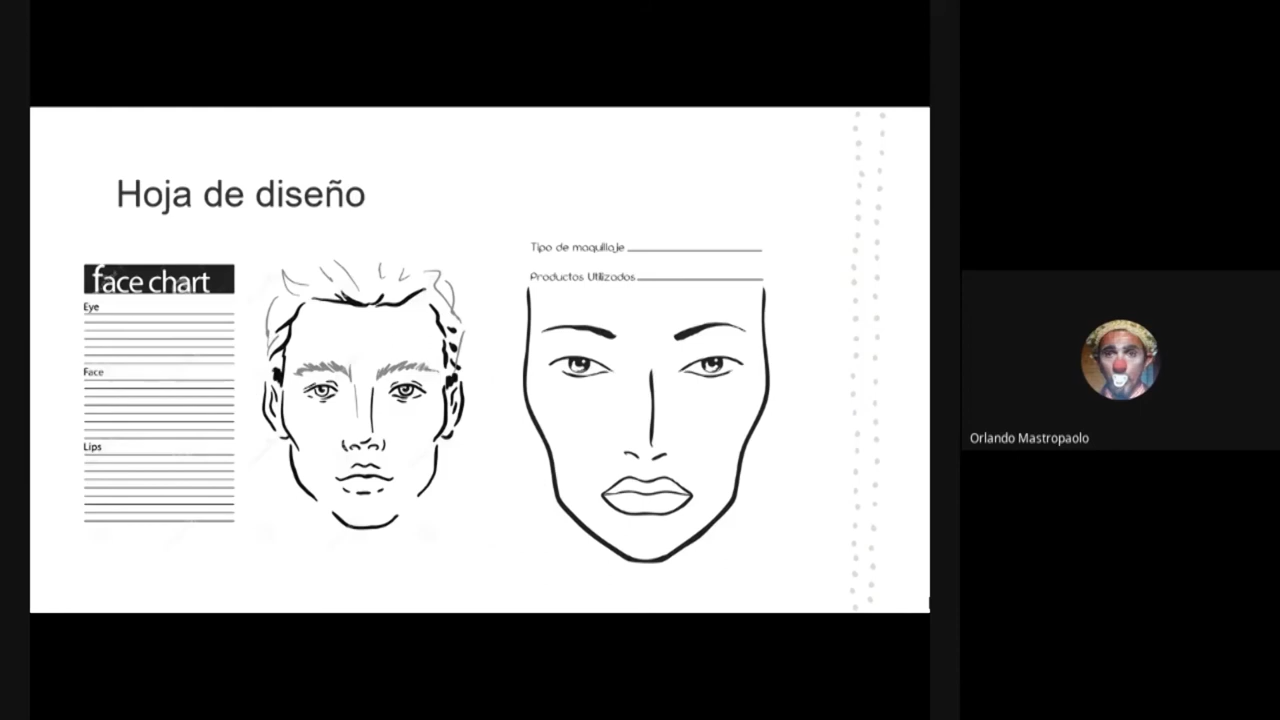 Hoja de diseño
face chart
Eye
Face
Lips
Tipo de maquillaje
Productos Utilizados
Orlando Mastropaolo